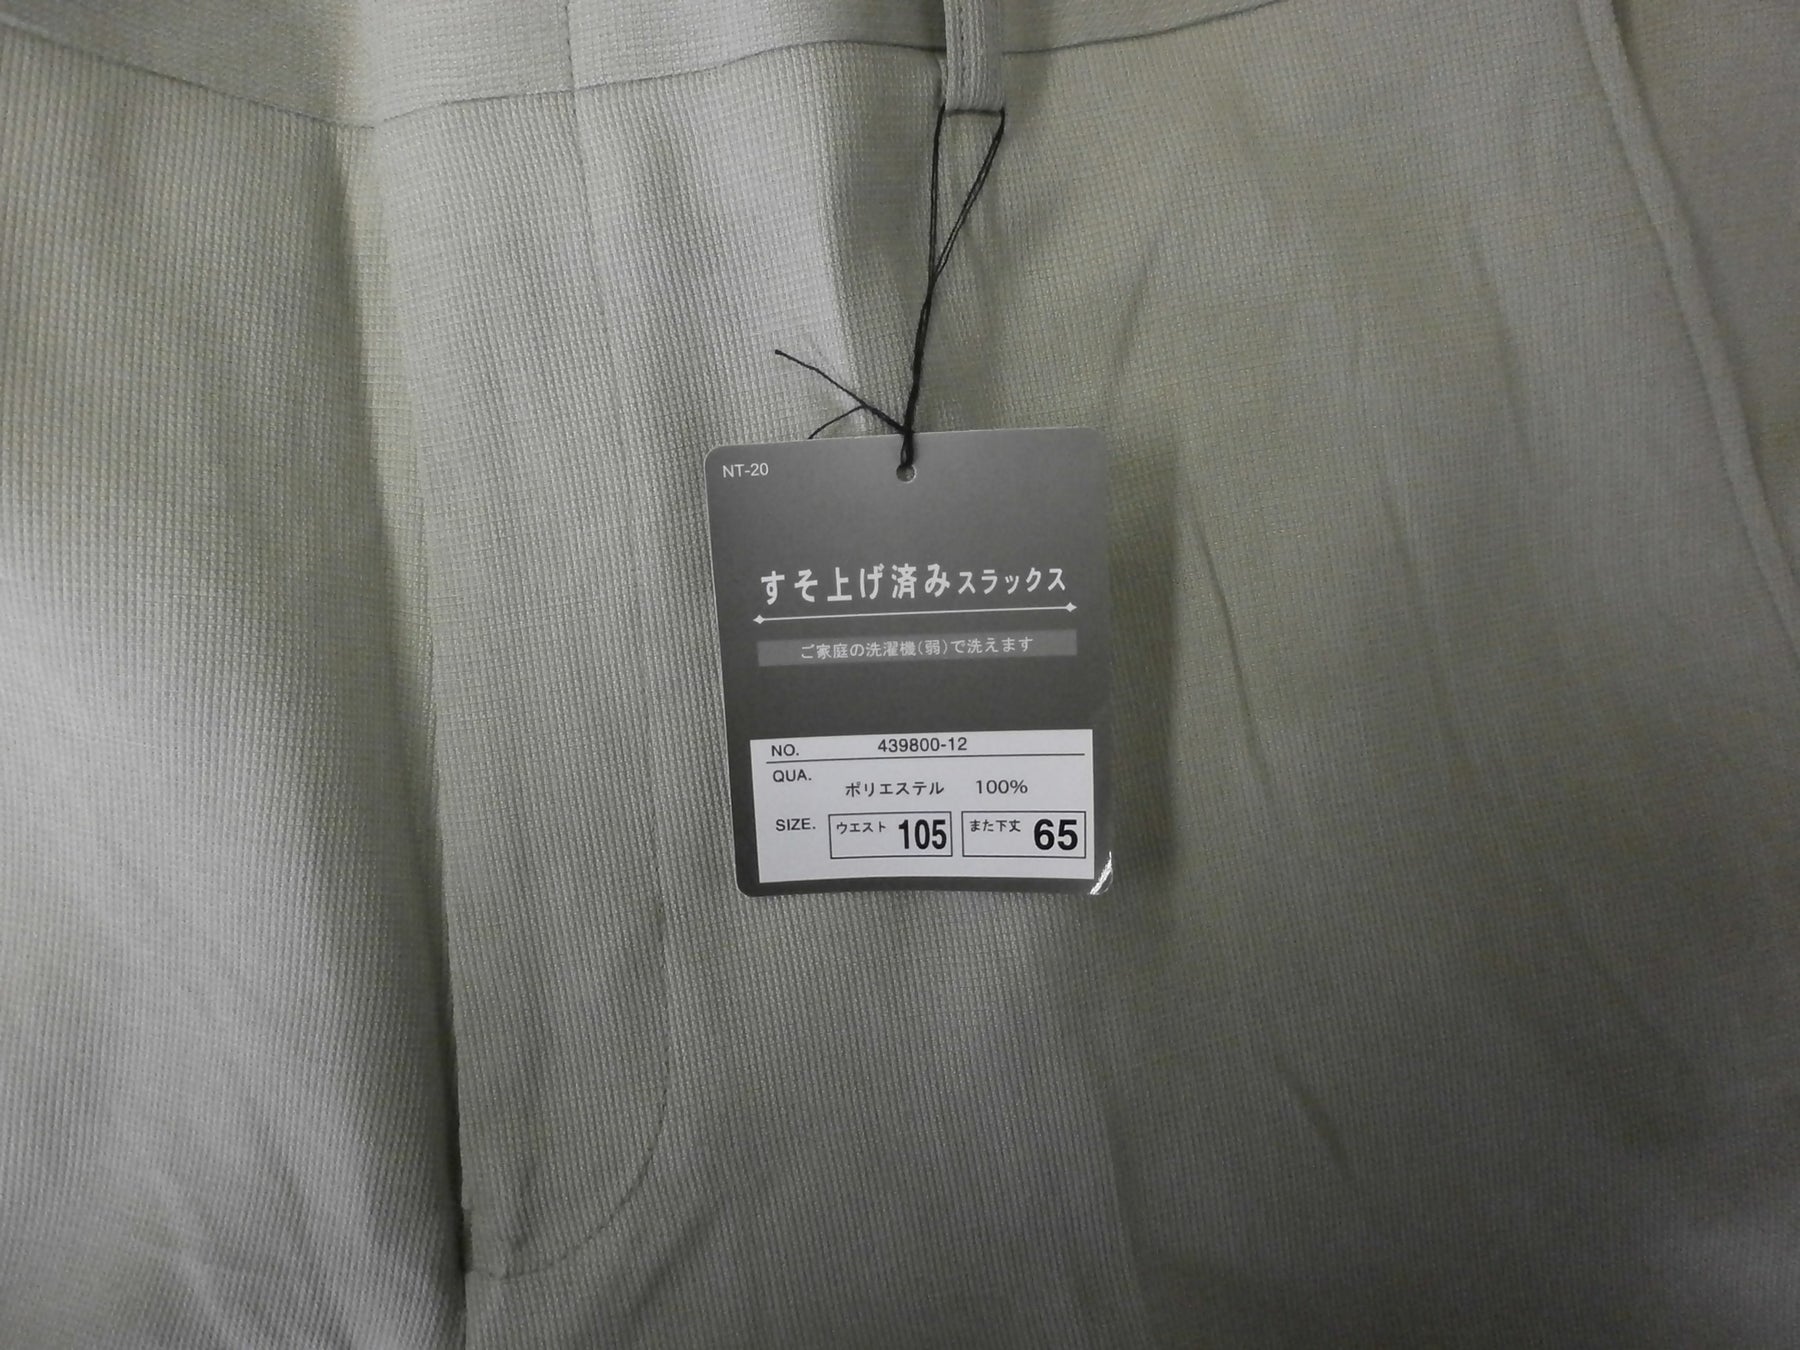 NT-20
すそ上げ済みスラックス
ご家庭の洗濯機(弱)で洗えます
NO. 439800-12
QUA. ポリエステル 100%
SIZE. ウエスト 105 また下丈 65